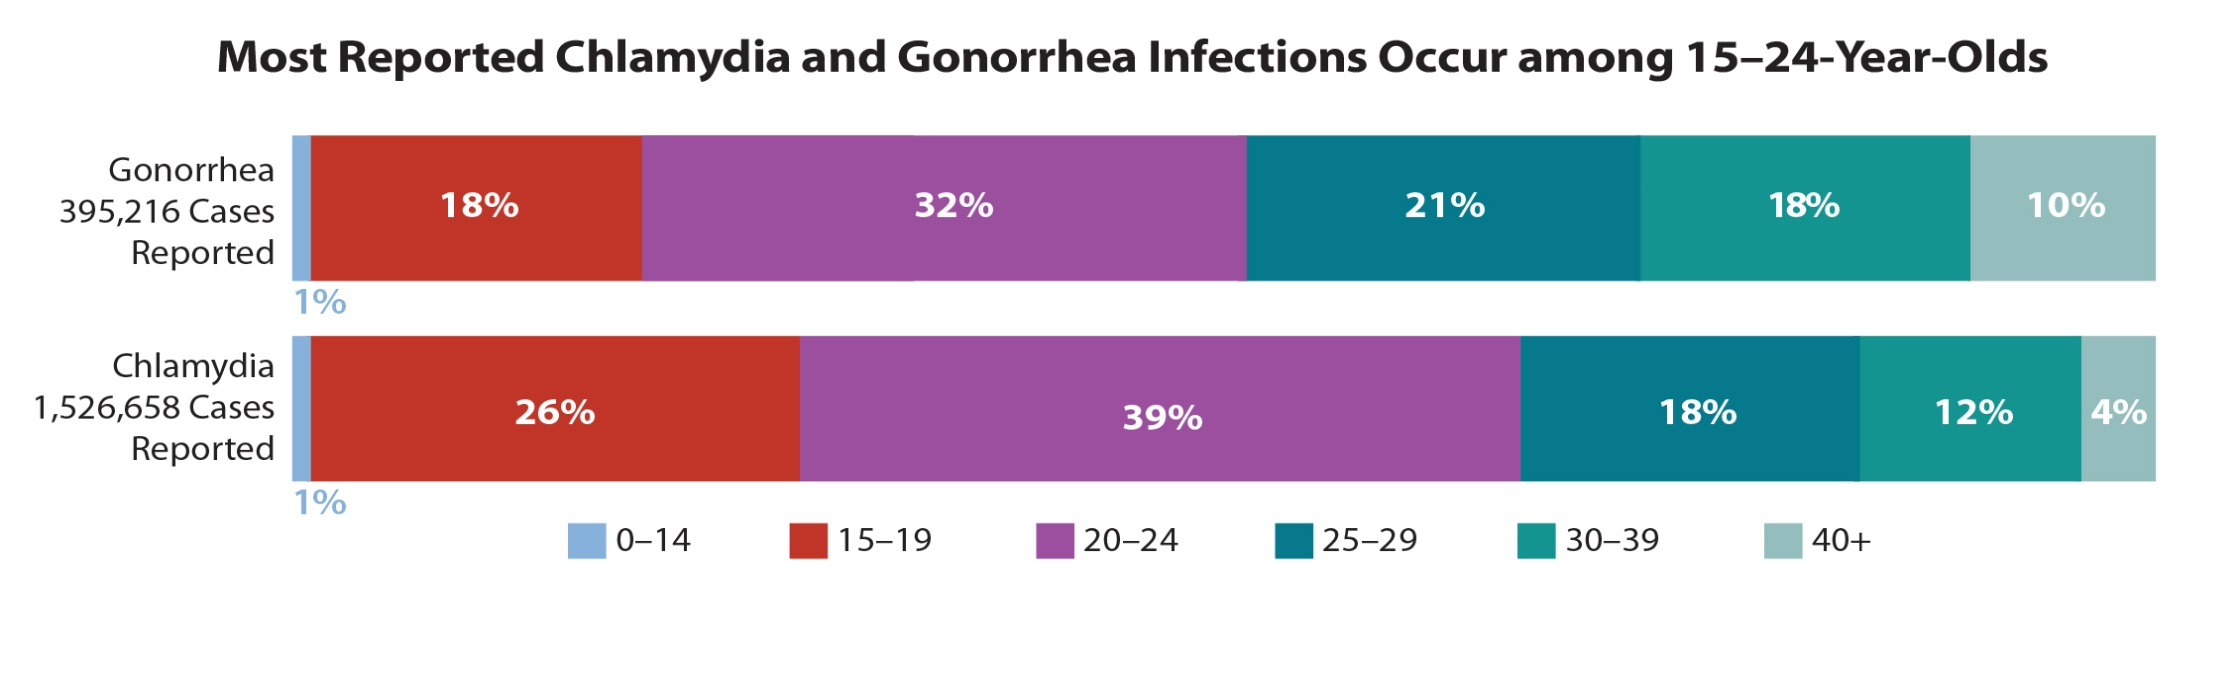 Most Reported Chlamydia and Gonorrhea Infections Occur among 15–24-Year-Olds
Gonorrhea
395,216 Cases
Reported
18%
32%
21%
18%
10%
1%
Chlamydia
1,526,658 Cases
Reported
26%
39%
18%
12%
4%
1%
0–14
15–19
20–24
25–29
30–39
40+